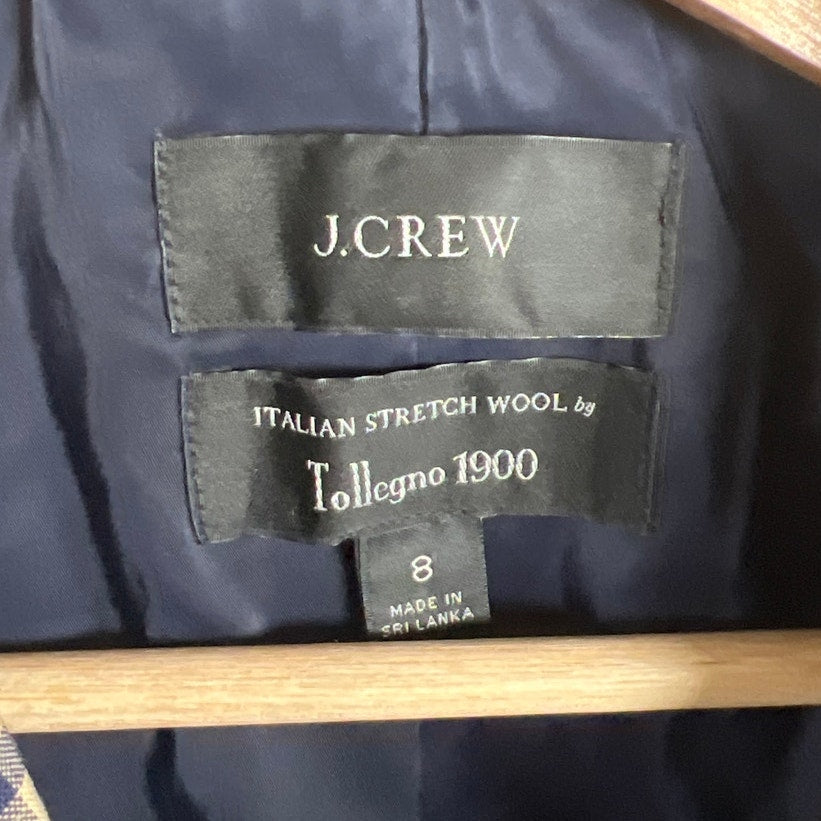 J.CREW
ITALIAN STRETCH WOOL by
Tollegno 1900
8
MADE IN
SRI LANKA